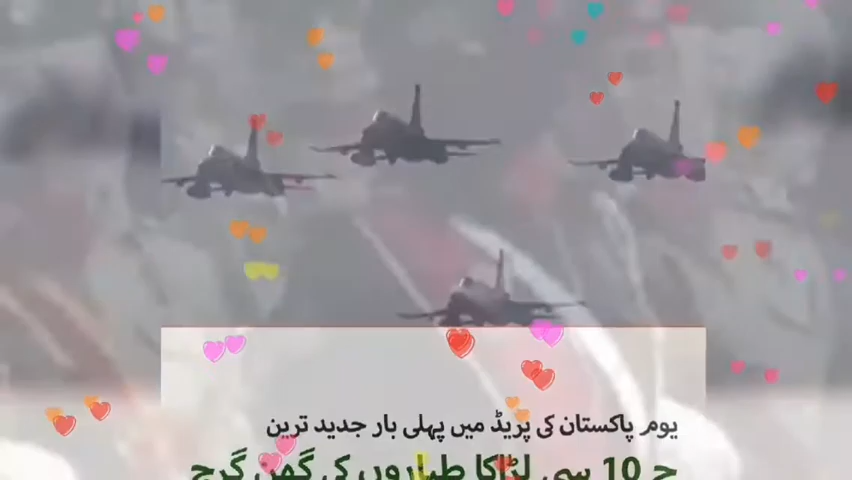 یوم پاکستان کی پریڈ میں پہلی بار جدید ترین
ج 10 سی لڑاکا طیاروں کی گھن گرج